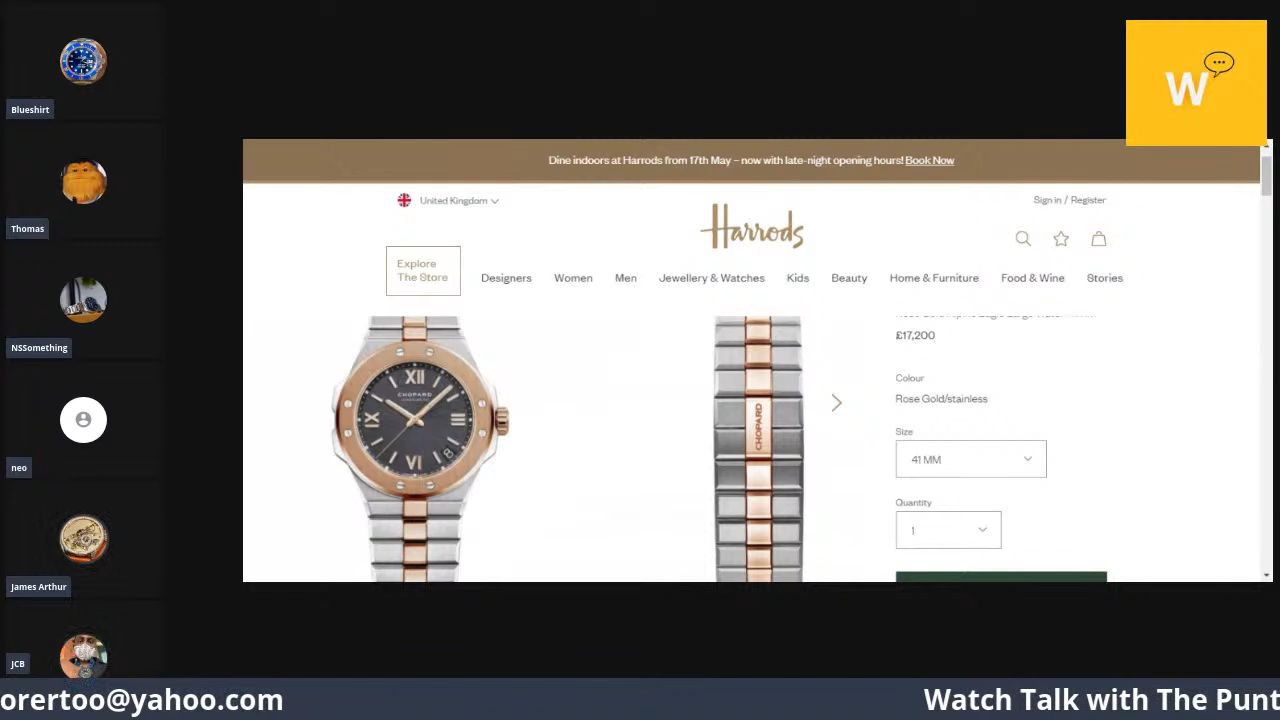 Blueshirt
Thomas
NSSomething
neo
James Arthur
JCB
W
Dine indoors at Harrods from 17th May – now with late-night opening hours! Book Now
United Kingdom
Sign in / Register
Harrods
Explore
The Store
Designers
Women
Men
Jewellery & Watches
Kids
Beauty
Home & Furniture
Food & Wine
Stories
£17,200
Colour
Rose Gold/stainless
Size
41 MM
Quantity
1
CHOPARD
XII
VI
8
CHOPARD
orertoo@yahoo.com
Watch Talk with The Punt